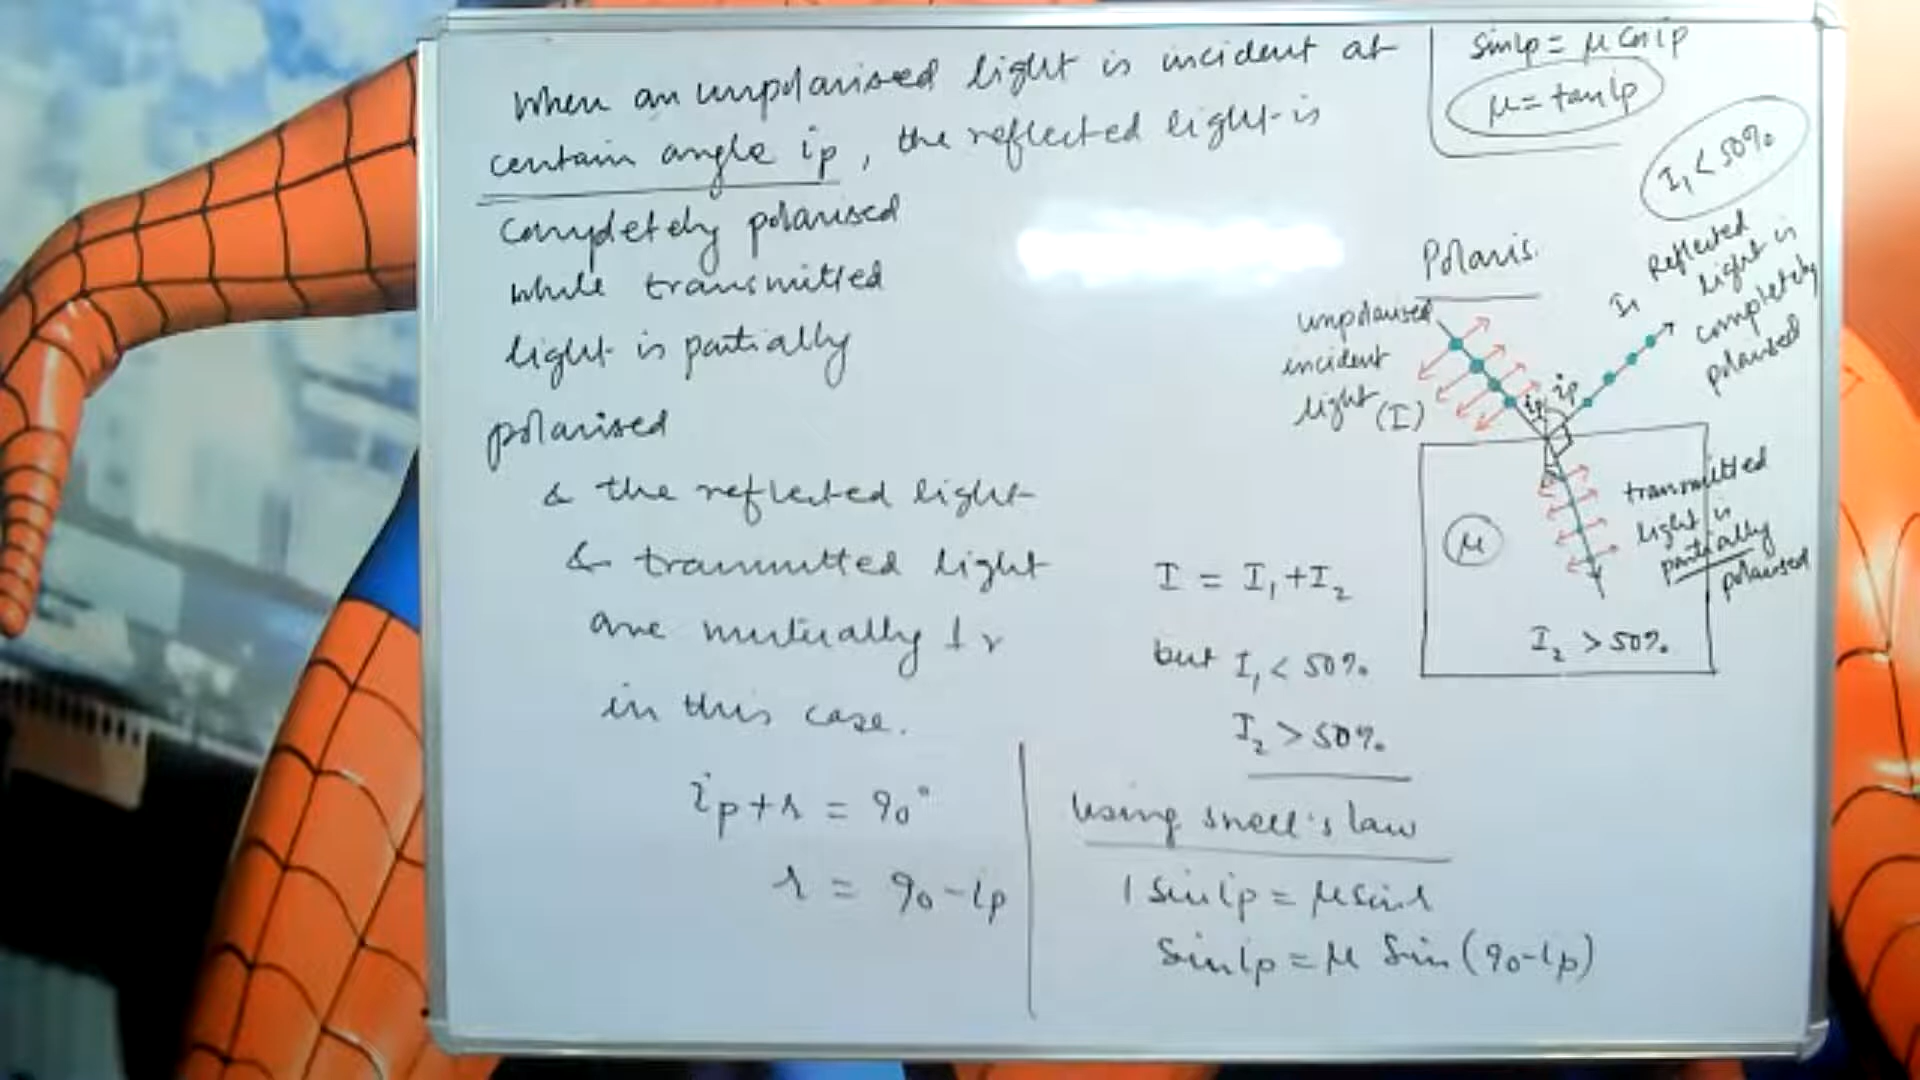 When an unpolarised light is incident at
certain angle ip, the reflected light is
completely polarised
while transmitted
light is partially
polarised
& the reflected light
& transmitted light
are mutually ⊥r
in this case.
ip + r = 90°
r = 90 - ip
I = I₁ + I₂
but I₁ < 50%
I₂ > 50%
using snell's law
1 sin ip = μ sin r
sin ip = μ sin (90 - ip)
sin ip = μ cos ip
μ = tan ip
I₁ < 50%
Polaris.
unpolarised
incident
light (I)
ip
ip
I₁
Reflected
light is
completely
polarised
μ
transmitted
light is
partially
polarised
I₂ > 50%